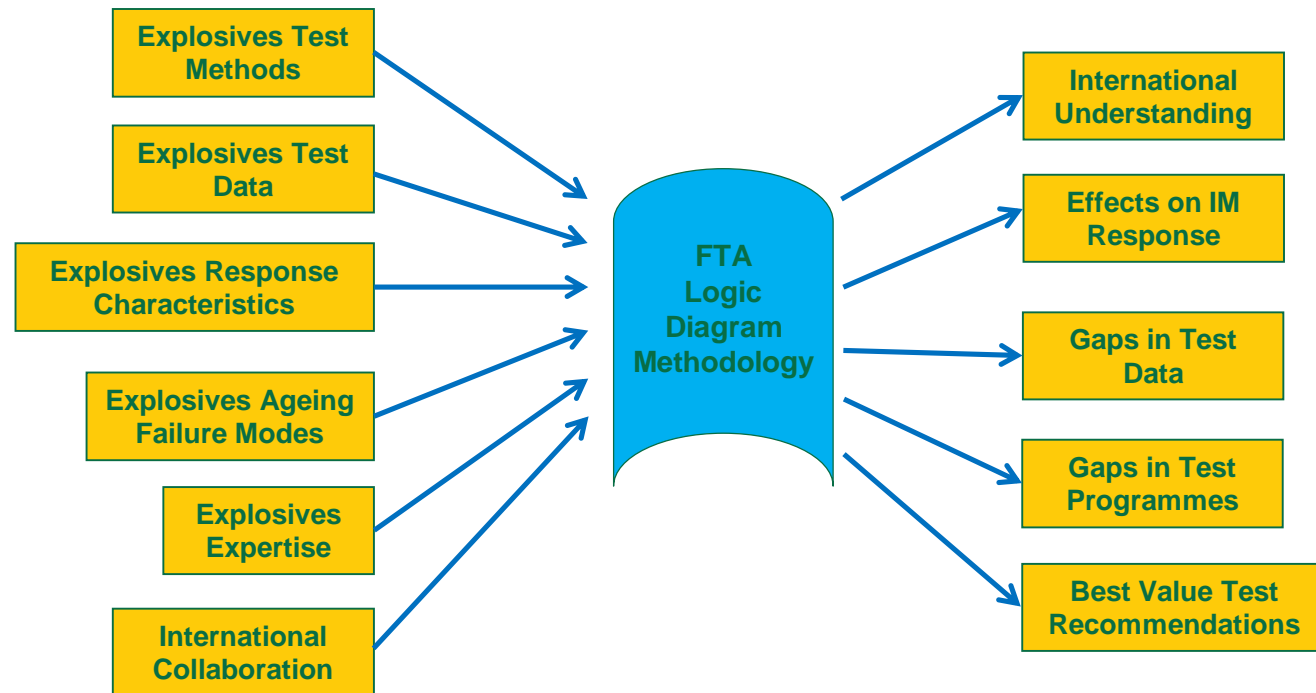 Explosives Test
Methods
Explosives Test
Data
Explosives Response
Characteristics
Explosives Ageing
Failure Modes
Explosives
Expertise
International
Collaboration
FTA
Logic
Diagram
Methodology
International
Understanding
Effects on IM
Response
Gaps in Test
Data
Gaps in Test
Programmes
Best Value Test
Recommendations